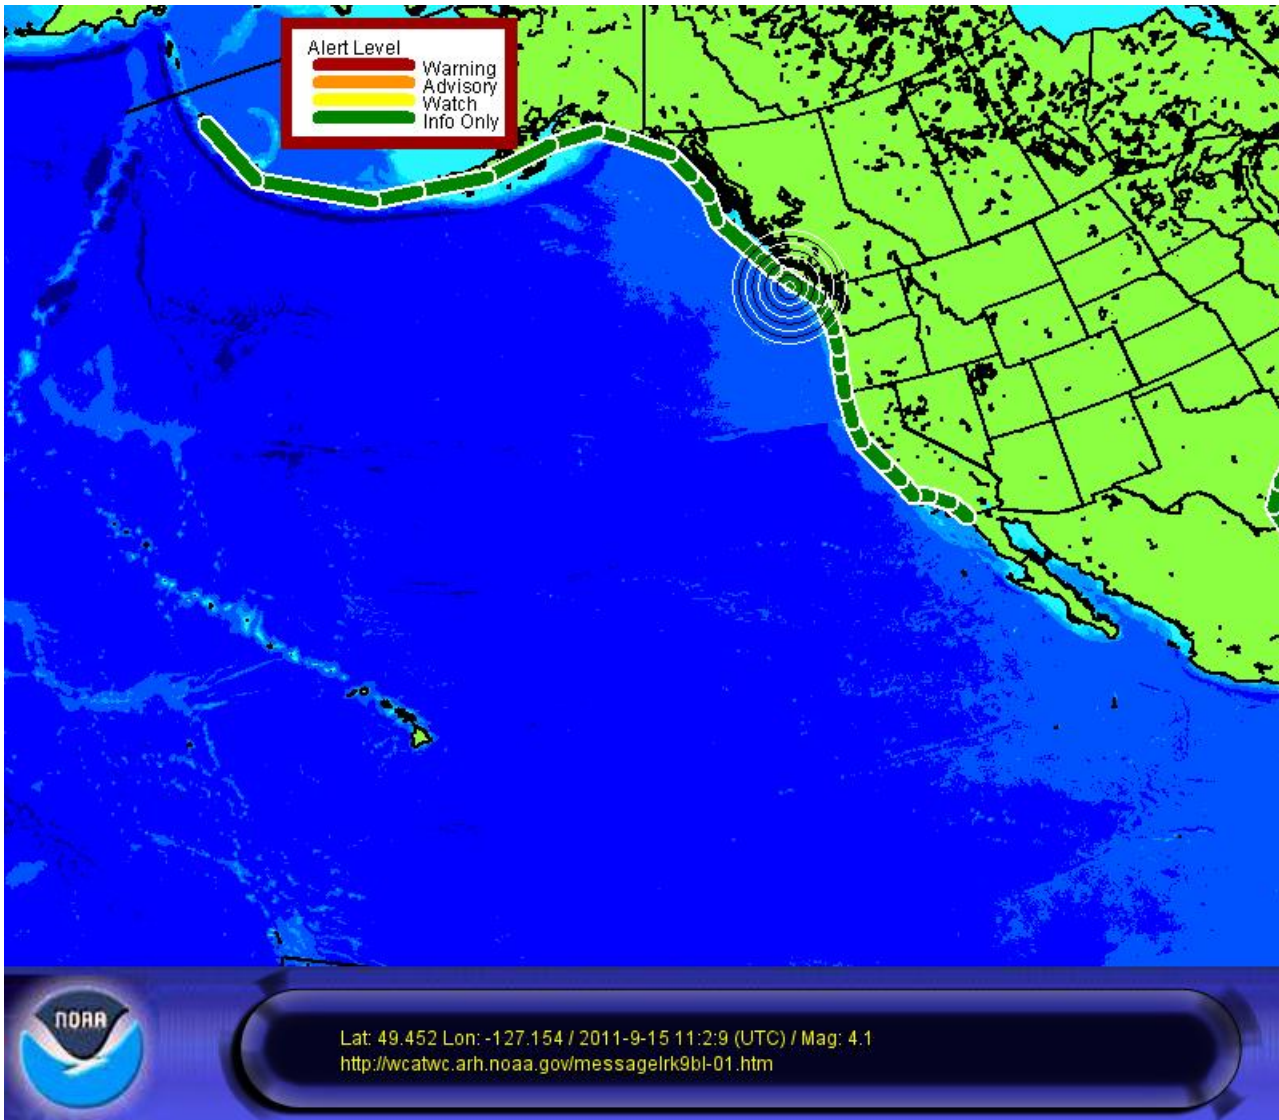 Alert Level
Warning
Advisory
Watch
Info Only
NOAA
Lat: 49.452 Lon: -127.154 / 2011-9-15 11:2:9 (UTC) / Mag: 4.1
http://wcatwc.arh.noaa.gov/messagelrk9bl-01.htm